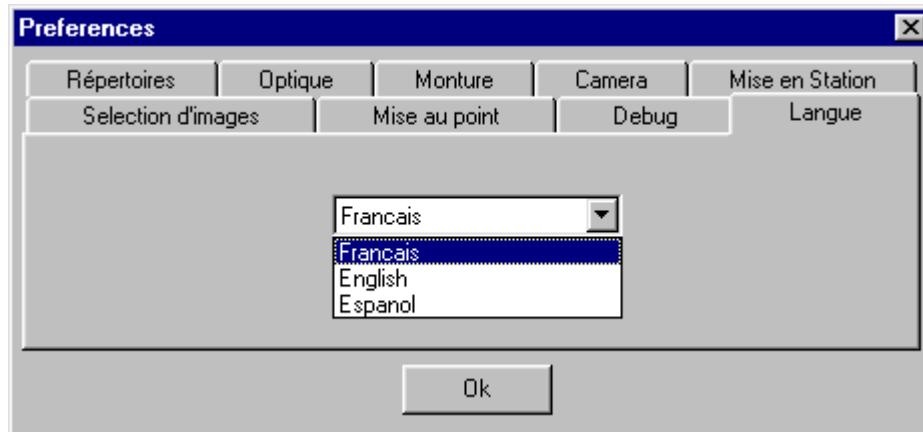 Preferences
Répertoires Optique Monture Camera Mise en Station
Selection d'images Mise au point Debug Langue
Francais
Francais
English
Espanol
Ok